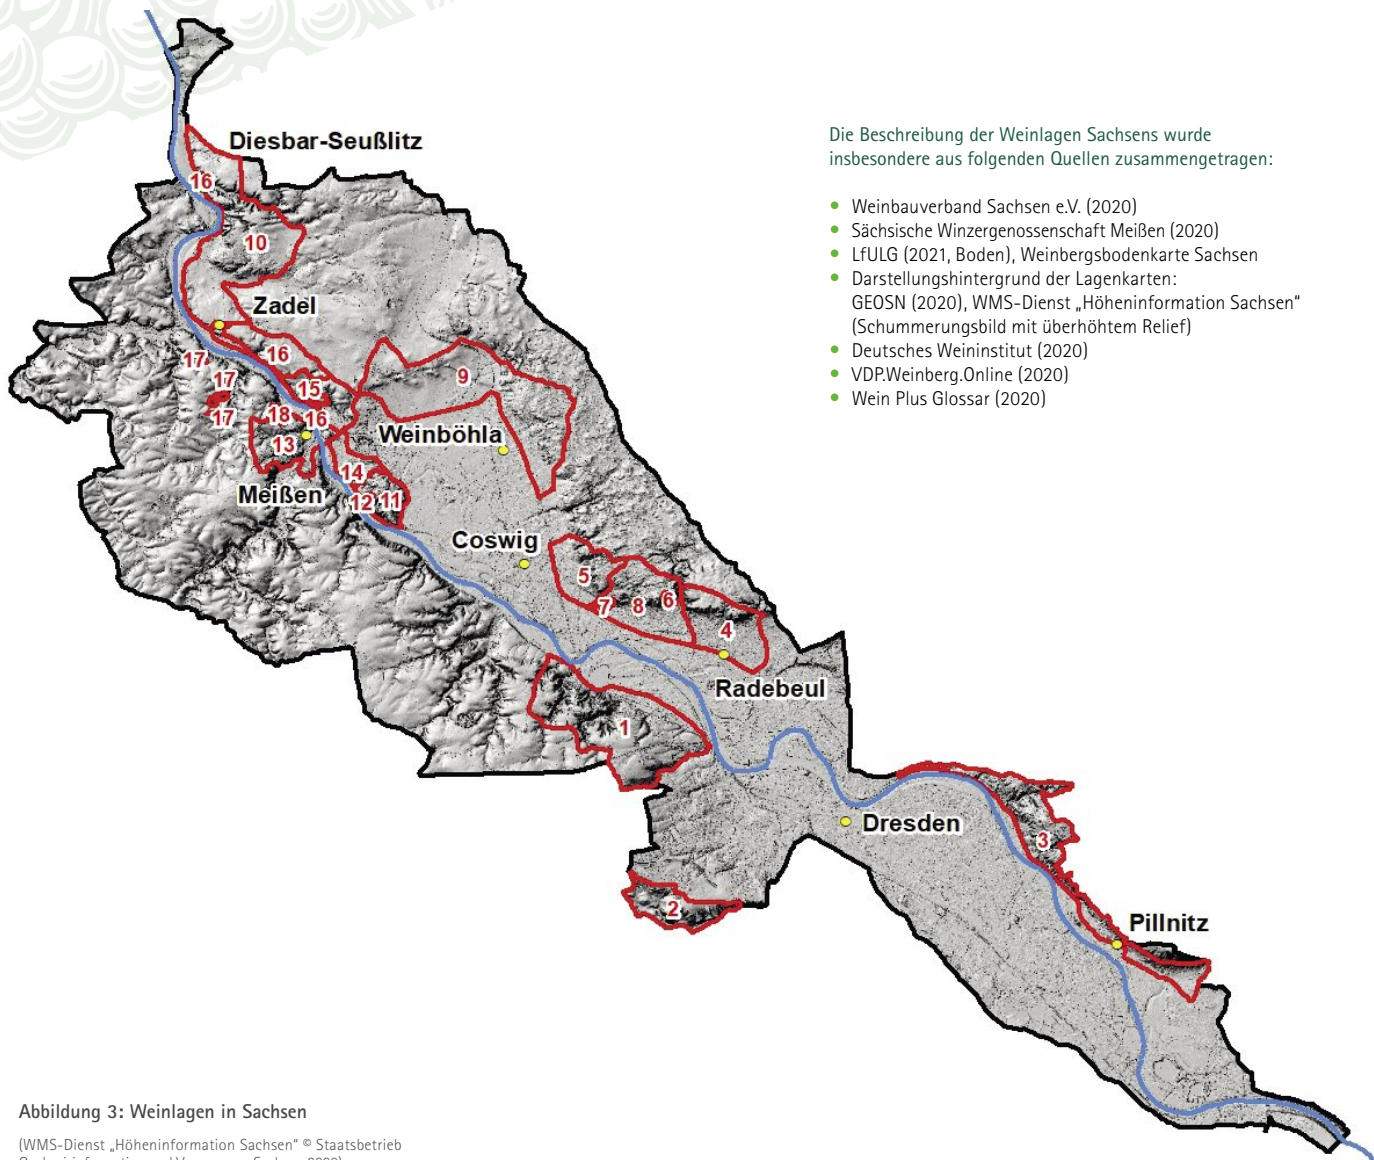 Diesbar-Seußlitz
16
10
Zadel
16
17
17
17
15
18
16
13
9
Weinböhla
Meißen
14
12
11
Coswig
5
7
8
6
4
Radebeul
1
Dresden
3
2
Pillnitz
Die Beschreibung der Weinlagen Sachsens wurde
insbesondere aus folgenden Quellen zusammengetragen:
• Weinbauverband Sachsen e.V. (2020)
• Sächsische Winzergenossenschaft Meißen (2020)
• LfULG (2021, Boden), Weinbergsbodenkarte Sachsen
• Darstellungshintergrund der Lagenkarten:
GEOSN (2020), WMS-Dienst „Höheninformation Sachsen“
(Schummerungsbild mit überhöhtem Relief)
• Deutsches Weininstitut (2020)
• VDP.Weinberg.Online (2020)
• Wein Plus Glossar (2020)
Abbildung 3: Weinlagen in Sachsen
(WMS-Dienst „Höheninformation Sachsen“ © Staatsbetrieb